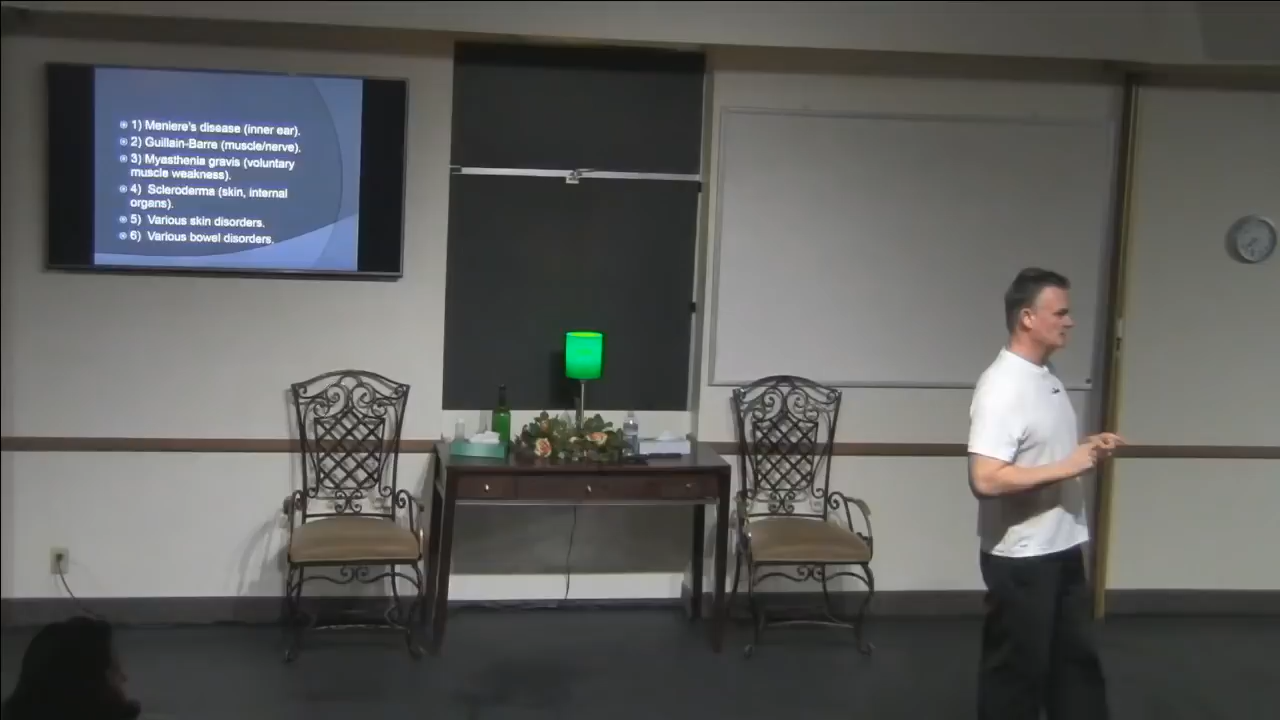 1) Meniere's disease (inner ear).
2) Guillain-Barre (muscle/nerve).
3) Myasthenia gravis (voluntary
muscle weakness).
4) Scleroderma (skin, internal
organs).
5) Various skin disorders.
6) Various bowel disorders.